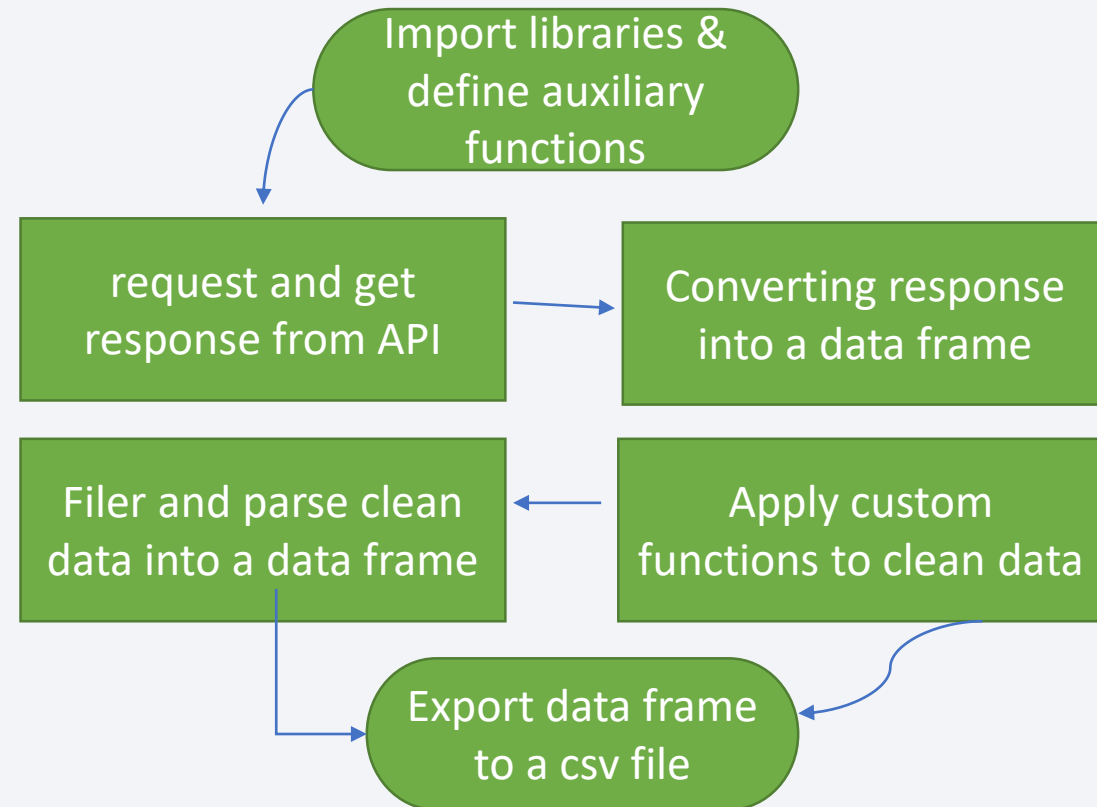 Import libraries &
define auxiliary
functions
request and get
response from API
Converting response
into a data frame
Filer and parse clean
data into a data frame
Apply custom
functions to clean data
Export data frame
to a csv file